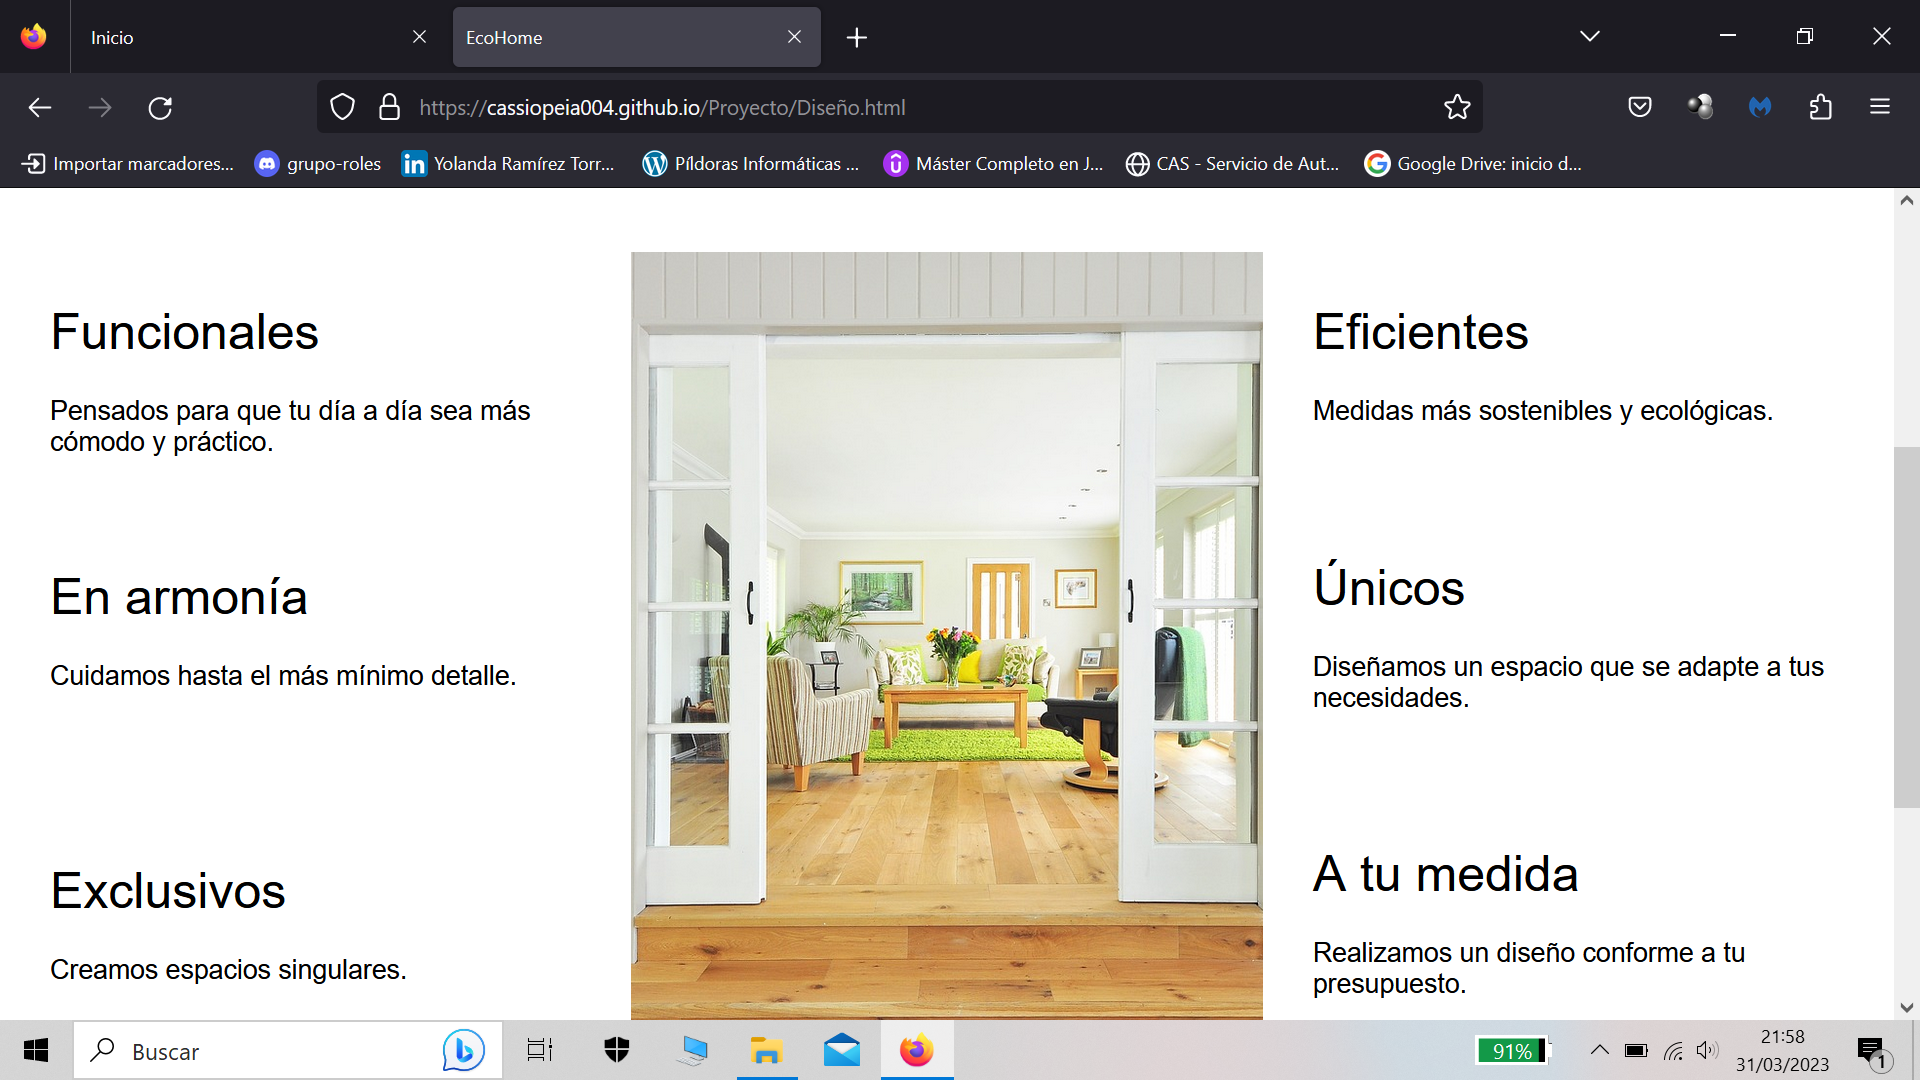 Inicio
EcoHome
https://cassiopeia004.github.io/Proyecto/Diseño.html
Importar marcadores...
grupo-roles
Yolanda Ramírez Torr...
Píldoras Informáticas ...
Máster Completo en J...
CAS - Servicio de Aut...
Google Drive: inicio d...
Funcionales
Pensados para que tu día a día sea más
cómodo y práctico.
En armonía
Cuidamos hasta el más mínimo detalle.
Exclusivos
Creamos espacios singulares.
Eficientes
Medidas más sostenibles y ecológicas.
Únicos
Diseñamos un espacio que se adapte a tus
necesidades.
A tu medida
Realizamos un diseño conforme a tu
presupuesto.
Buscar
91%
21:58
31/03/2023
1